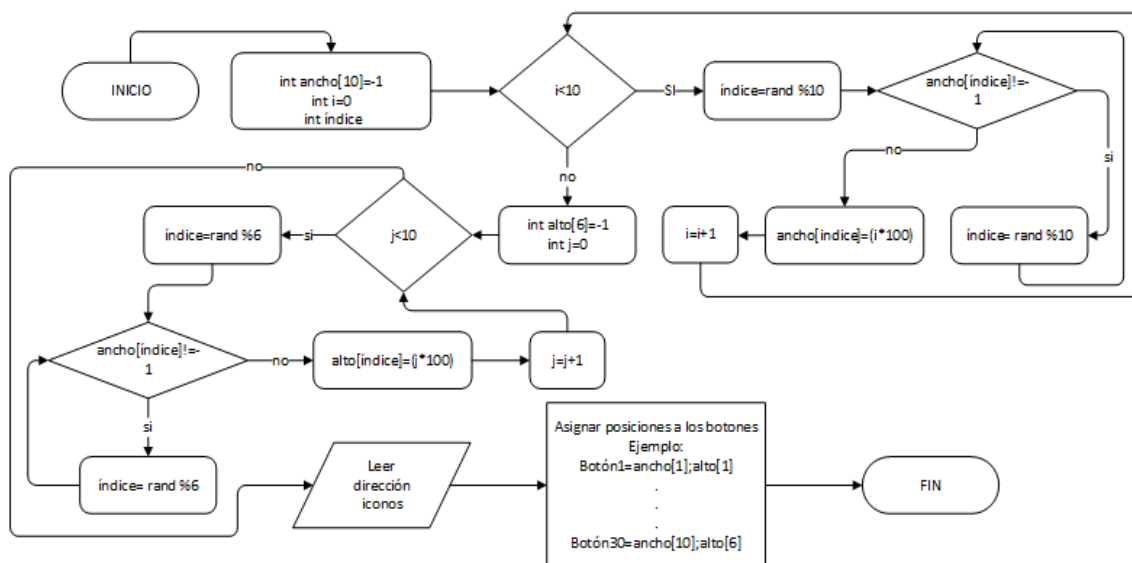 INICIO
int ancho[10]=-1
int i=0
int índice
i<10
SI
índice=rand %10
ancho[índice]!=-
1
si
índice= rand %10
no
ancho[indice]=(i*100)
i=i+1
no
int alto[6]=-1
int j=0
j<10
no
si
índice=rand %6
ancho[índice]!=-
1
si
índice= rand %6
no
alto[índice]=(j*100)
j=j+1
Leer
dirección
iconos
Asignar posiciones a los botones
Ejemplo:
Botón1=ancho[1];alto[1]
.
.
.
Botón30=ancho[10];alto[6]
FIN